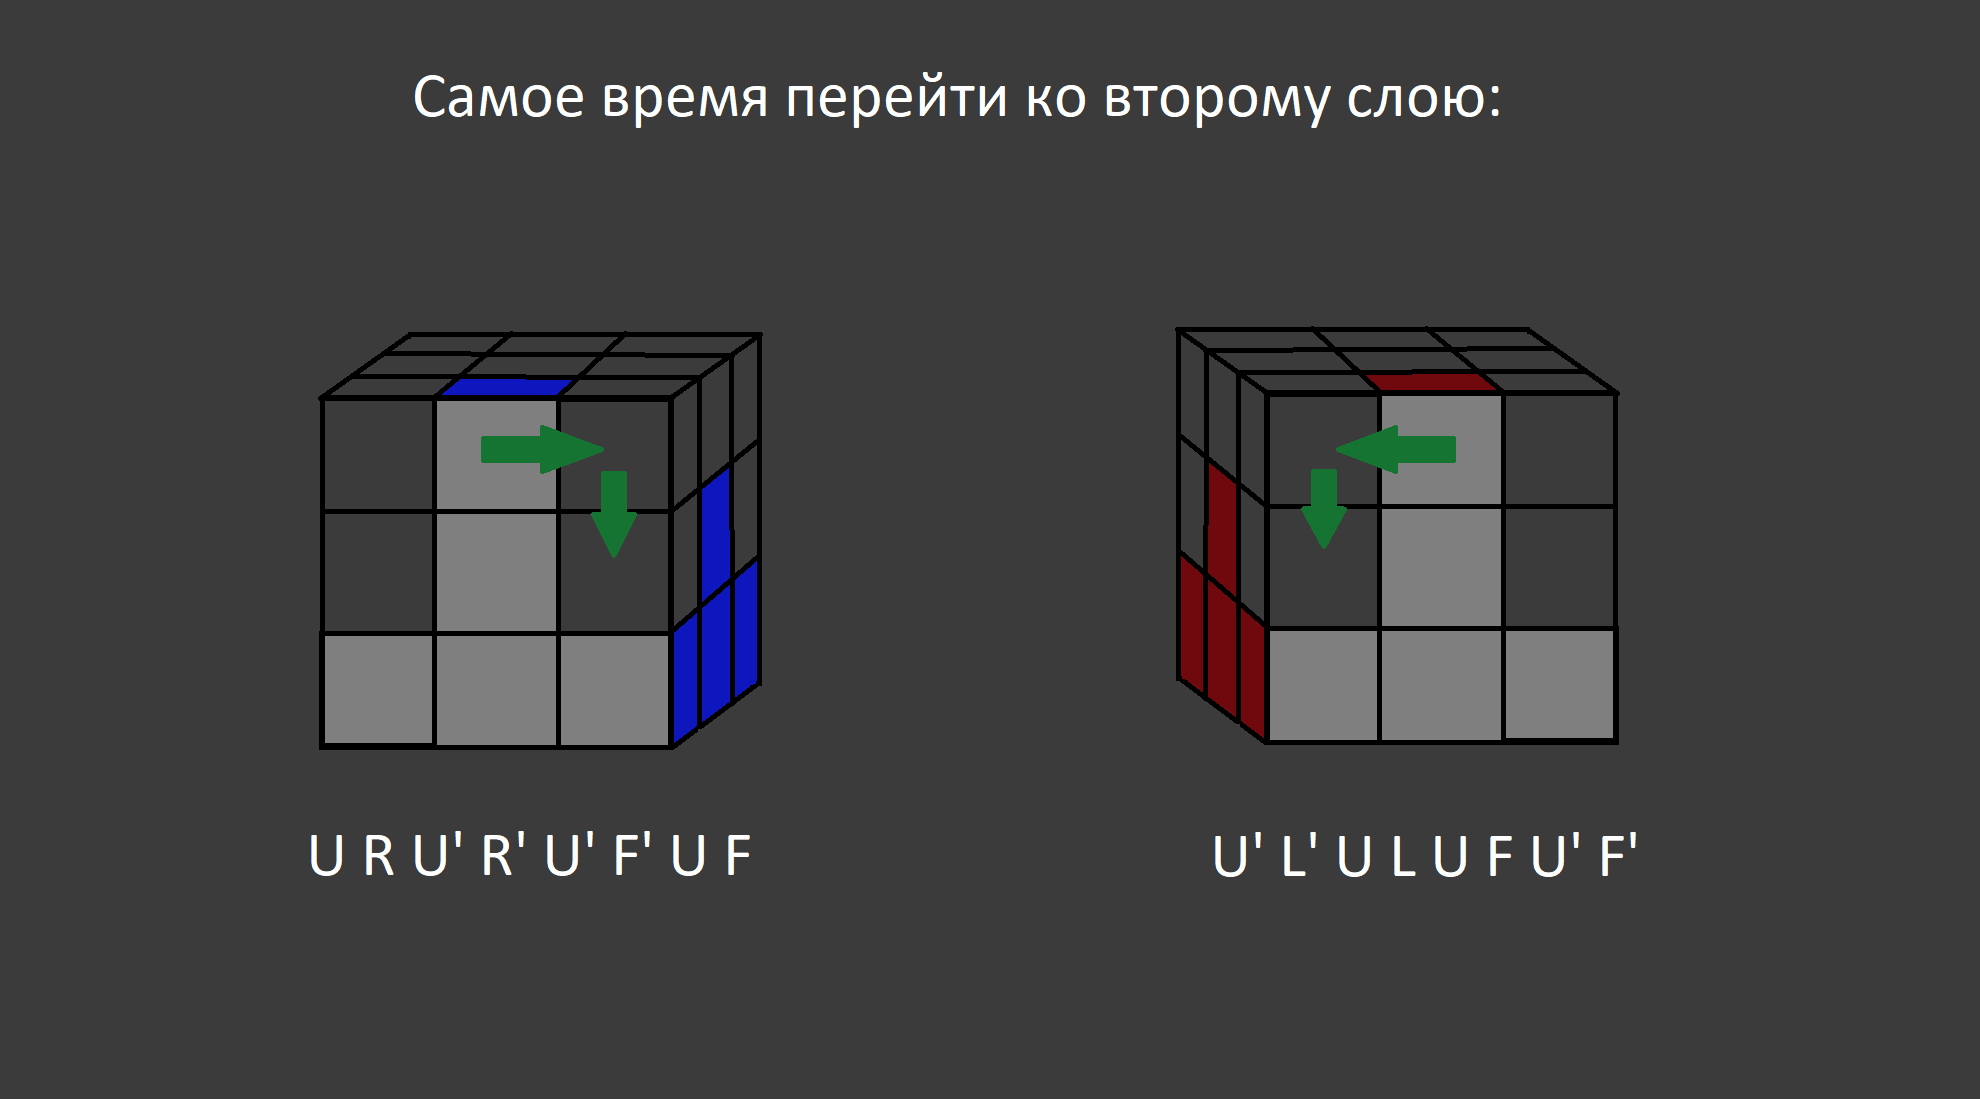 Самое время перейти ко второму слою:
U R U' R' U' F' U F
U' L' U L U F U' F'